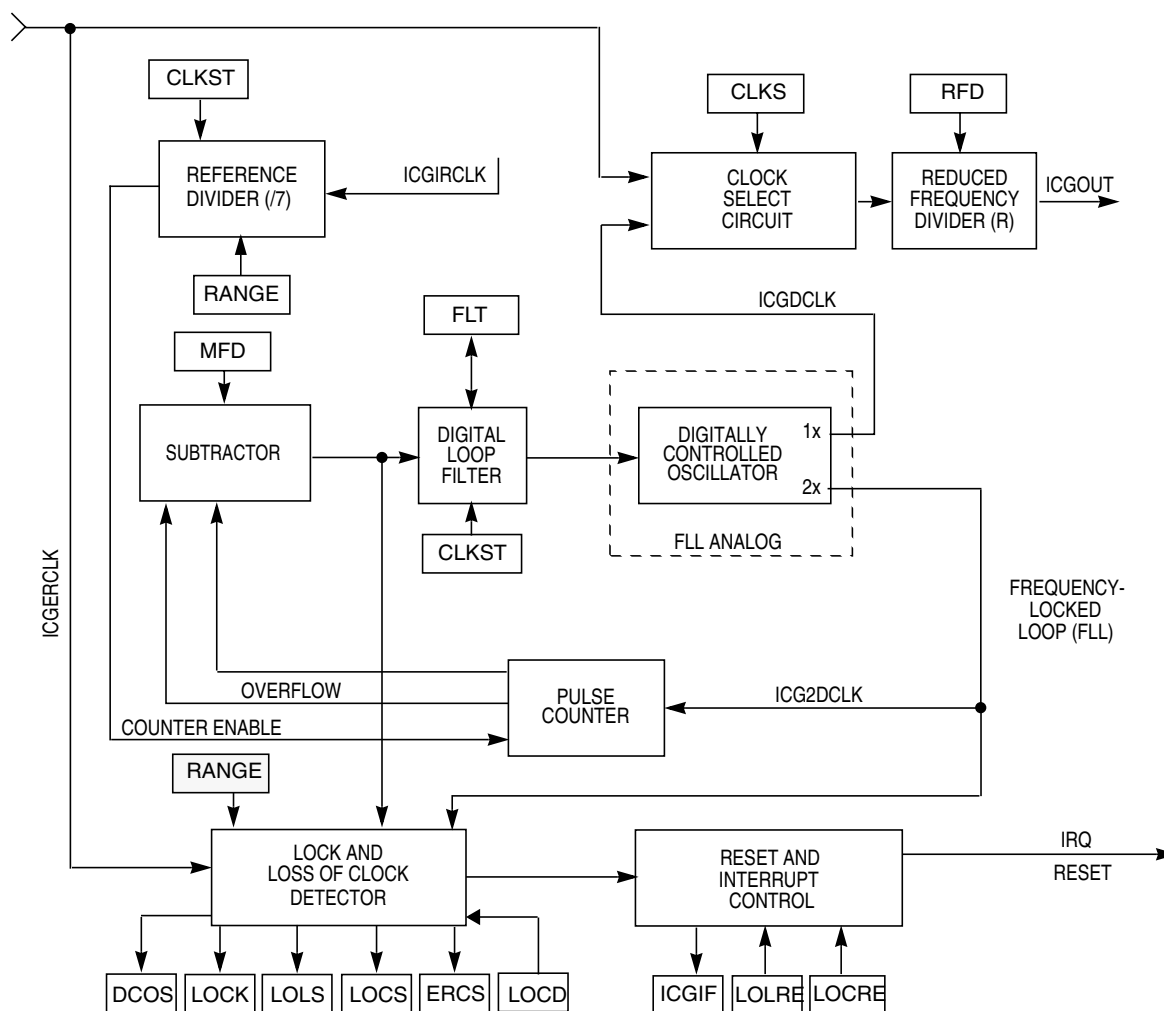 CLKST
CLKS
RFD
REFERENCE
DIVIDER (/7)
ICGIRCLK
CLOCK
SELECT
CIRCUIT
REDUCED
FREQUENCY
DIVIDER (R)
ICGOUT
RANGE
ICGDCLK
FLT
MFD
SUBTRACTOR
DIGITAL
LOOP
FILTER
DIGITALLY
CONTROLLED
OSCILLATOR
1x
2x
CLKST
FLL ANALOG
ICGERCLK
FREQUENCY-
LOCKED
LOOP (FLL)
OVERFLOW
PULSE
COUNTER
ICG2DCLK
COUNTER ENABLE
RANGE
LOCK AND
LOSS OF CLOCK
DETECTOR
RESET AND
INTERRUPT
CONTROL
IRQ
RESET
DCOS
LOCK
LOLS
LOCS
ERCS
LOCD
ICGIF
LOLRE
LOCRE